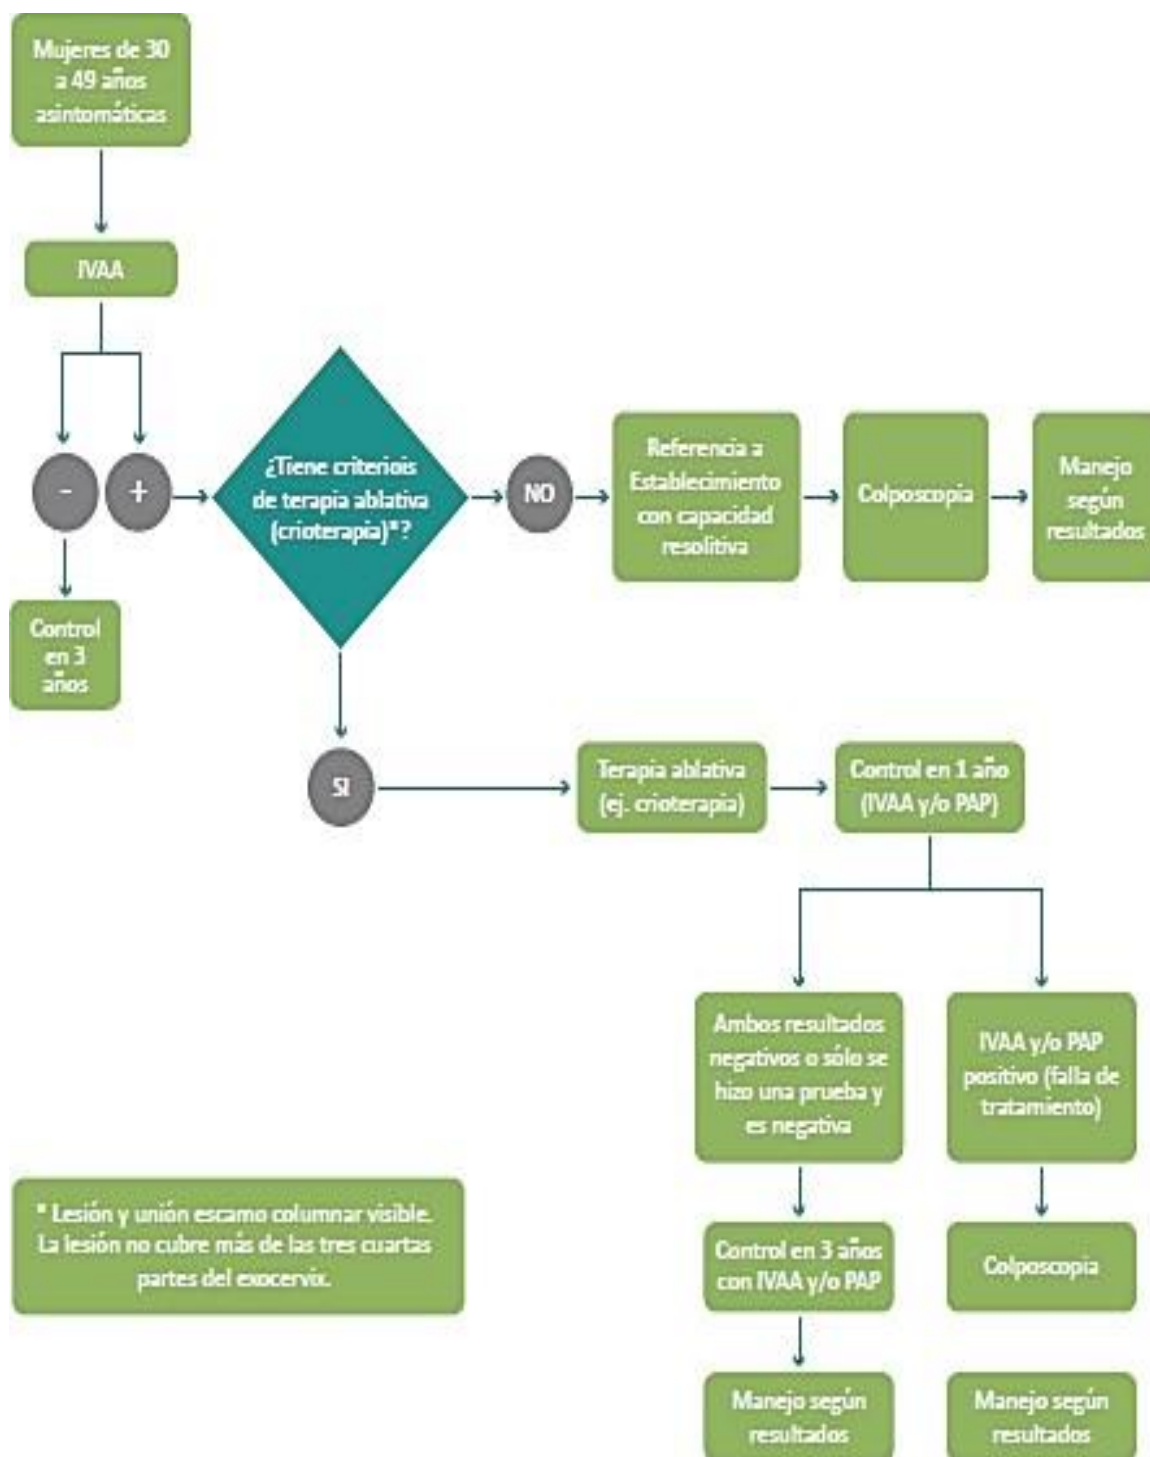 Mujeres de 30
a 49 años
asintomáticas
IVAA
-
+
¿Tiene criteriois
de terapia ablativa
(crioterapia)*?
NO
Referencia a
Establecimiento
con capacidad
resolitiva
Colposcopia
Manejo
según
resultados
Control
en 3
años
SI
Terapia ablativa
(ej. crioterapia)
Control en 1 año
(IVAA y/o PAP)
Ambos resultados
negativos o sólo se
hizo una prueba y
es negativa
IVAA y/o PAP
positivo (falla de
tratamiento)
* Lesión y unión escamo columnar visible.
La lesión no cubre más de las tres cuartas
partes del exocervix.
Control en 3 años
con IVAA y/o PAP
Colposcopia
Manejo según
resultados
Manejo según
resultados